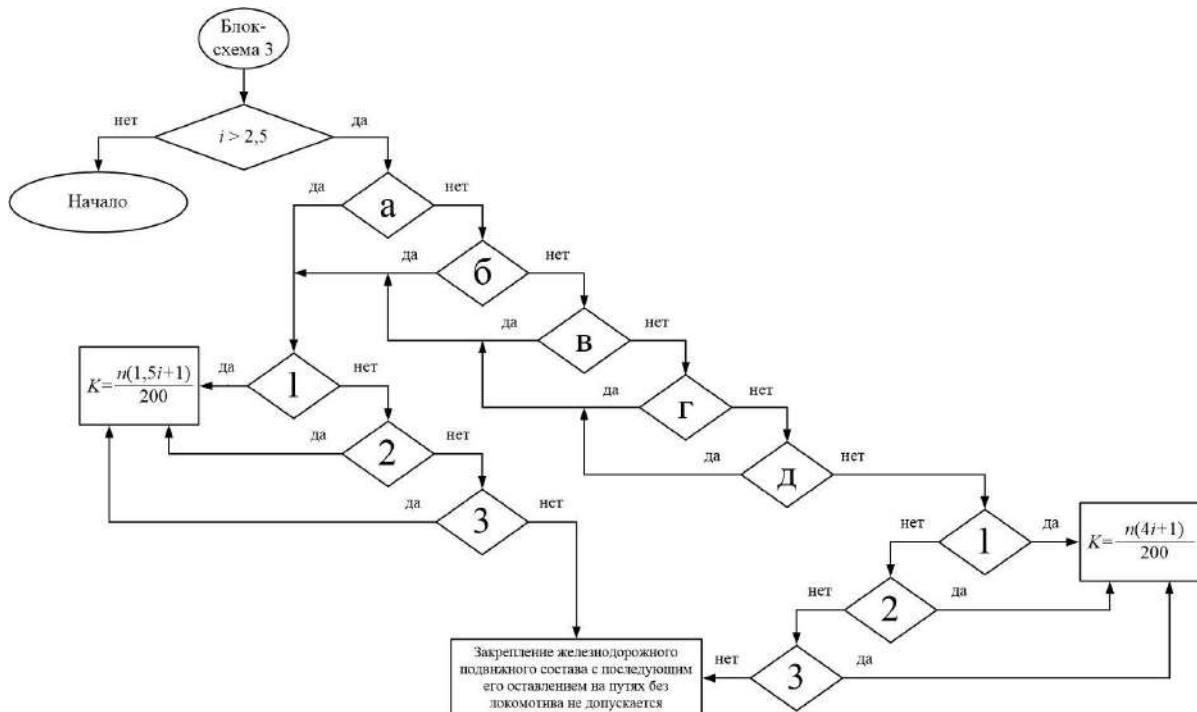 Блок-
схема 3
нет
i > 2,5
да
Начало
да
а
нет
да
б
нет
да
в
нет
да
г
нет
да
д
нет
K=n(1,5i+1)/200
да
1
нет
да
2
нет
да
3
нет
нет
1
да
K=n(4i+1)/200
нет
2
да
нет
3
да
Закрепление железнодорожного
подвижного состава с последующим
его оставлением на путях без
локомотива не допускается